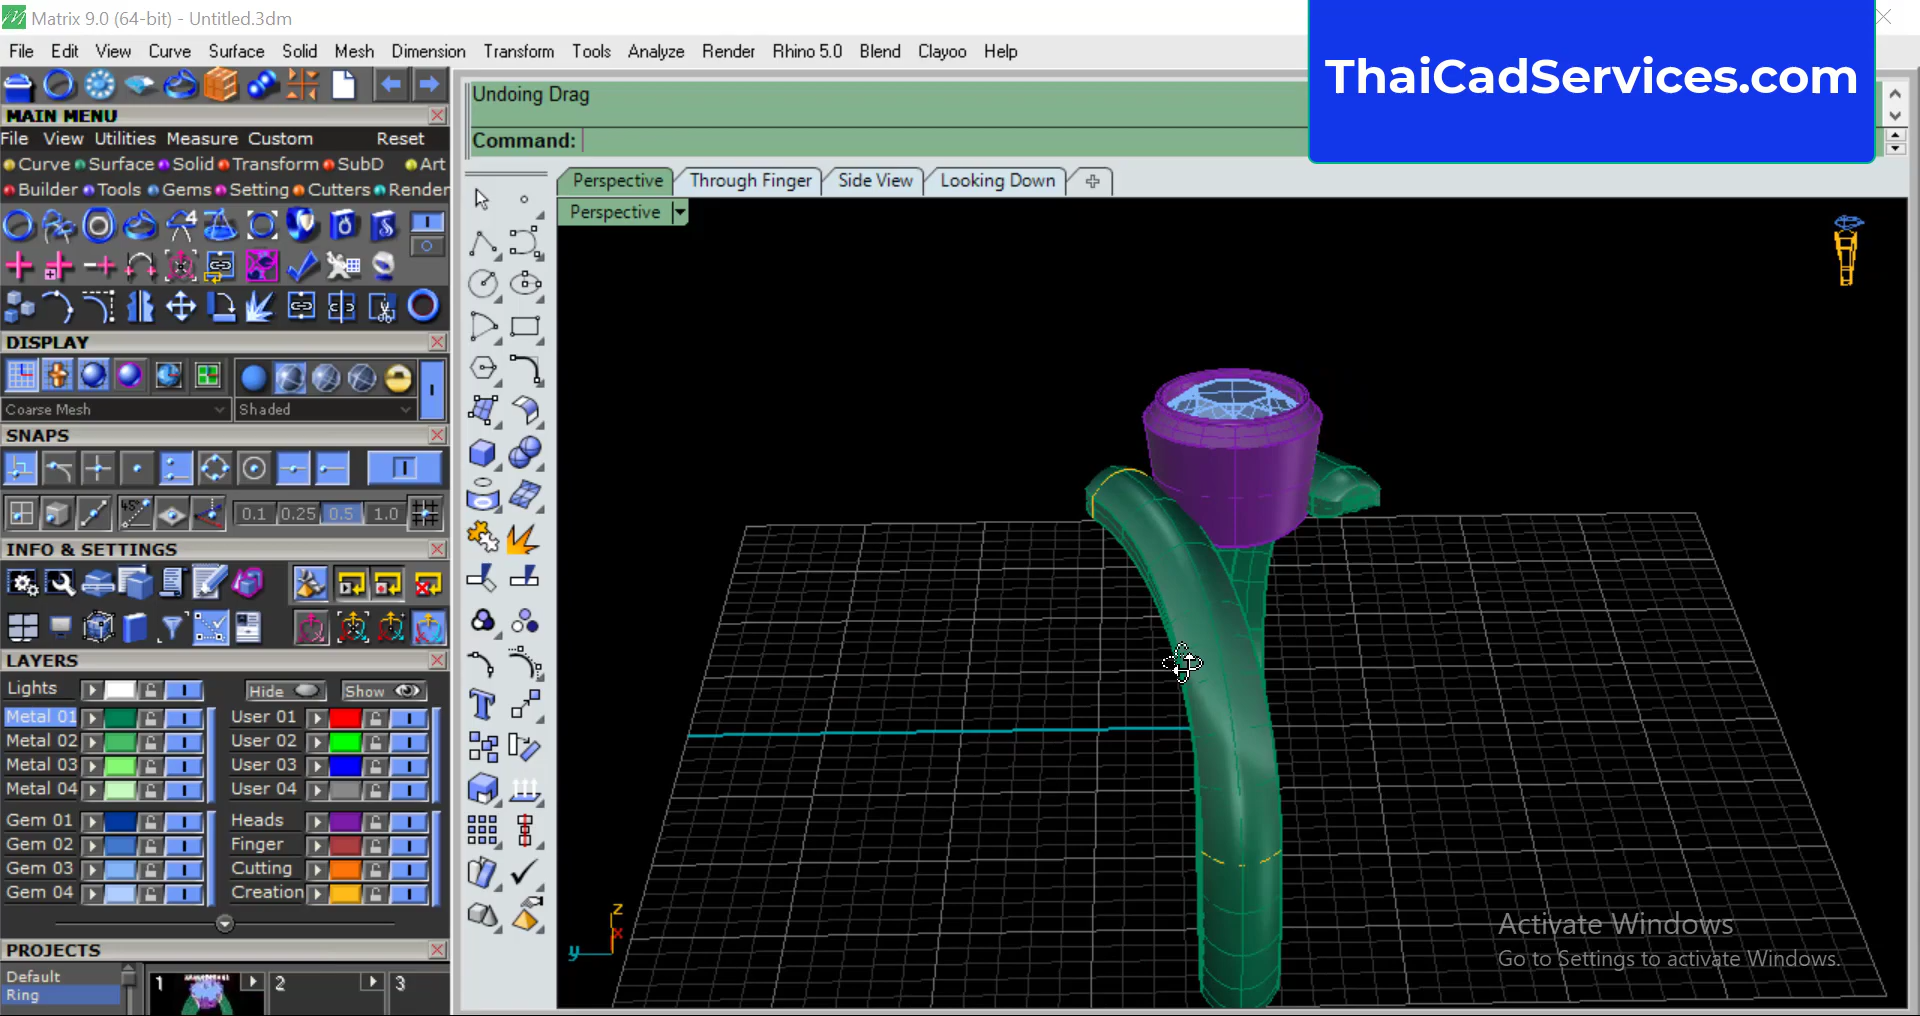 Matrix 9.0 (64-bit) - Untitled.3dm
File Edit View Curve Surface Solid Mesh Dimension Transform Tools Analyze Render Rhino 5.0 Blend Clayoo Help
ThaiCadServices.com
Undoing Drag
Command:
MAIN MENU
File View Utilities Measure Custom Reset
Curve Surface Solid Transform SubD Art
Builder Tools Gems Setting Cutters Render
Perspective Through Finger Side View Looking Down
Perspective
DISPLAY
Coarse Mesh Shaded
SNAPS
0.1 0.25 0.5 1.0
INFO & SETTINGS
LAYERS
Lights Hide Show
Metal 01 User 01
Metal 02 User 02
Metal 03 User 03
Metal 04 User 04
Gem 01 Heads
Gem 02 Finger
Gem 03 Cutting
Gem 04 Creation
PROJECTS
Default
Ring
1 2 3
z
x
y
Activate Windows
Go to Settings to activate Windows.